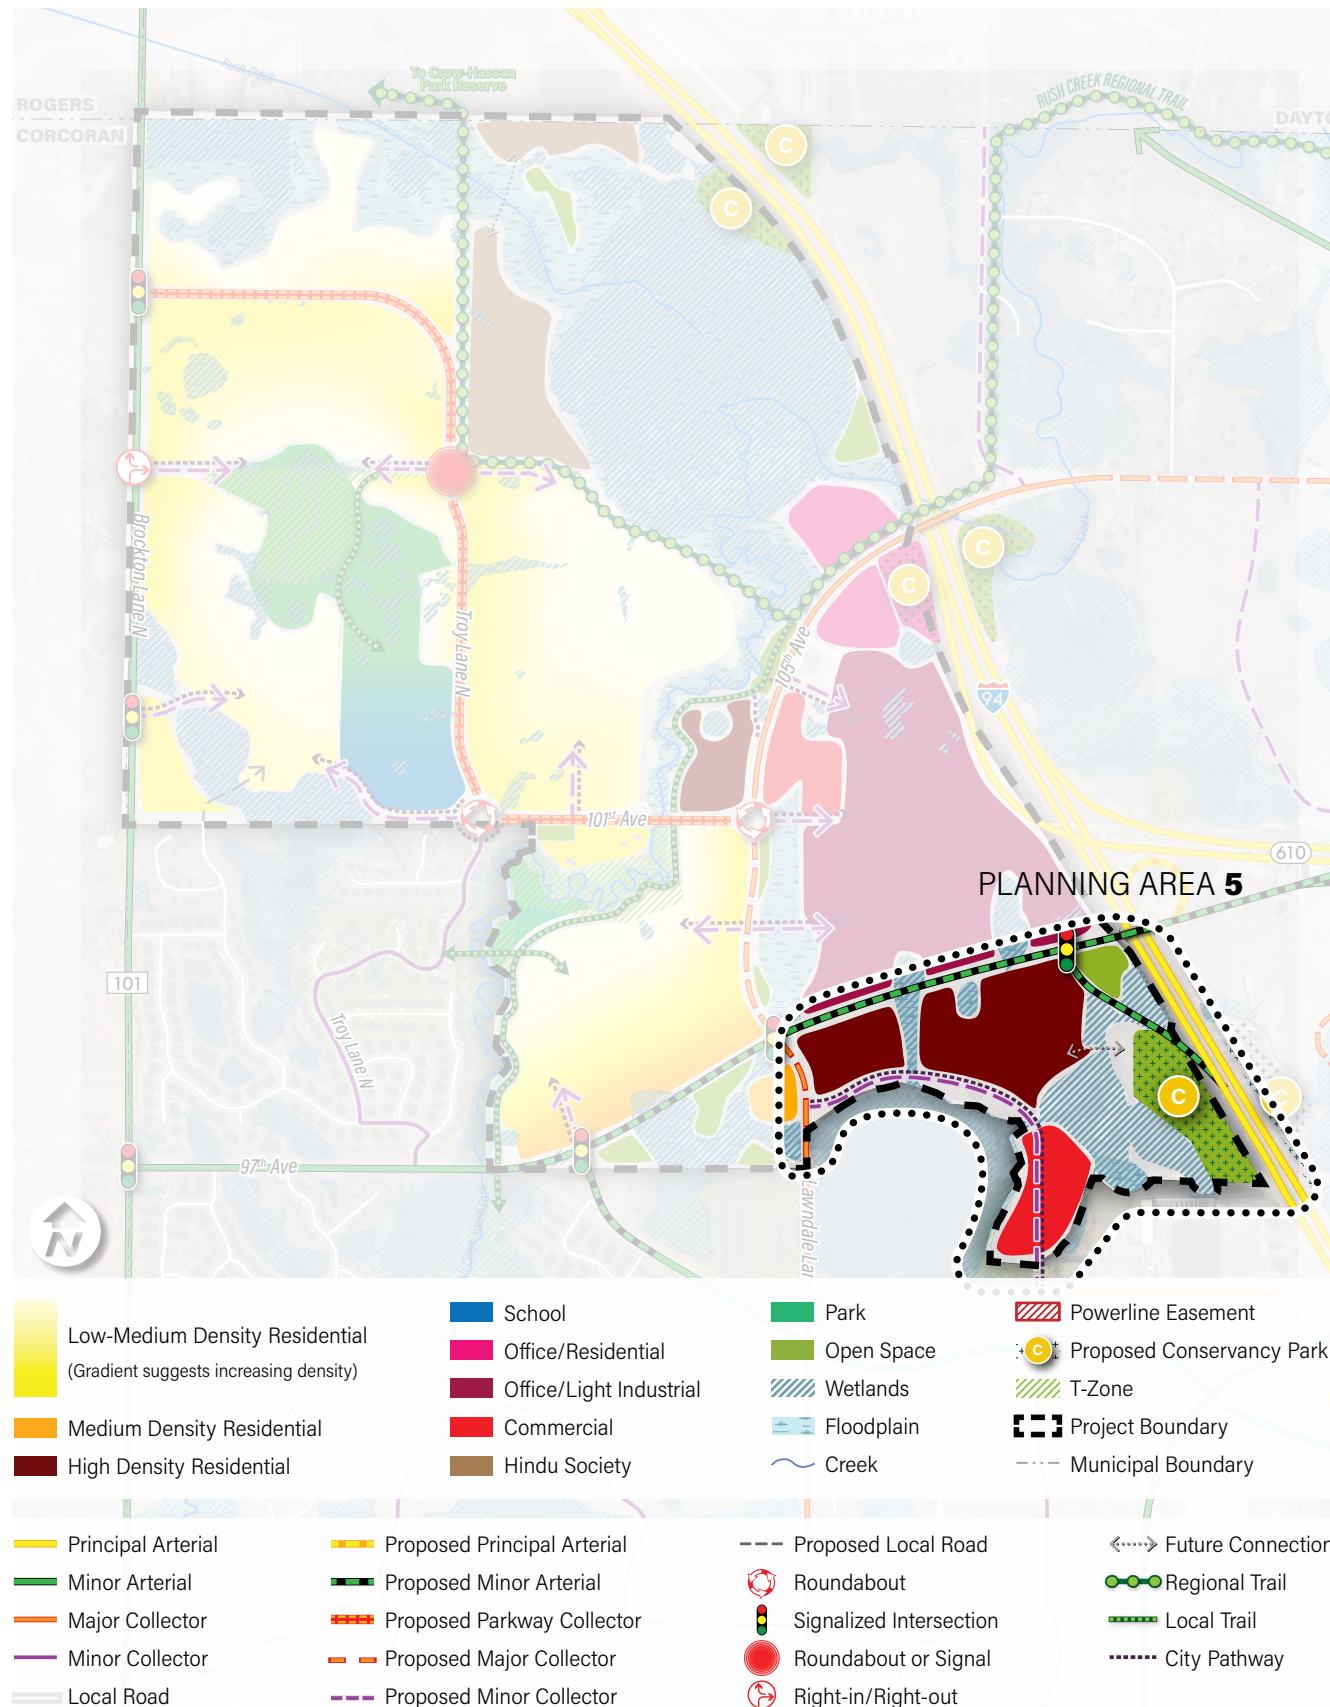 Rush Creek
To Crow-Hassan
Park Reserve
RUSH CREEK REGIONAL TRAIL
ROGERS
CORCORAN
C
DAYTO
C
Brockton Lane N
Troy Lane N
105th Ave
C
C
Rush Creek
94
101st Ave
610
PLANNING AREA 5
101
Troy Lane N
C
C
97th Ave
Lawndale Lane
N
Low-Medium Density Residential
(Gradient suggests increasing density)
Medium Density Residential
High Density Residential
School
Office/Residential
Office/Light Industrial
Commercial
Hindu Society
Park
Open Space
Wetlands
Floodplain
Creek
Powerline Easement
C
Proposed Conservancy Park
T-Zone
Project Boundary
Municipal Boundary
Principal Arterial
Minor Arterial
Major Collector
Minor Collector
Local Road
Proposed Principal Arterial
Proposed Minor Arterial
Proposed Parkway Collector
Proposed Major Collector
Proposed Minor Collector
Proposed Local Road
Roundabout
Signalized Intersection
Roundabout or Signal
Right-in/Right-out
Future Connection
Regional Trail
Local Trail
City Pathway